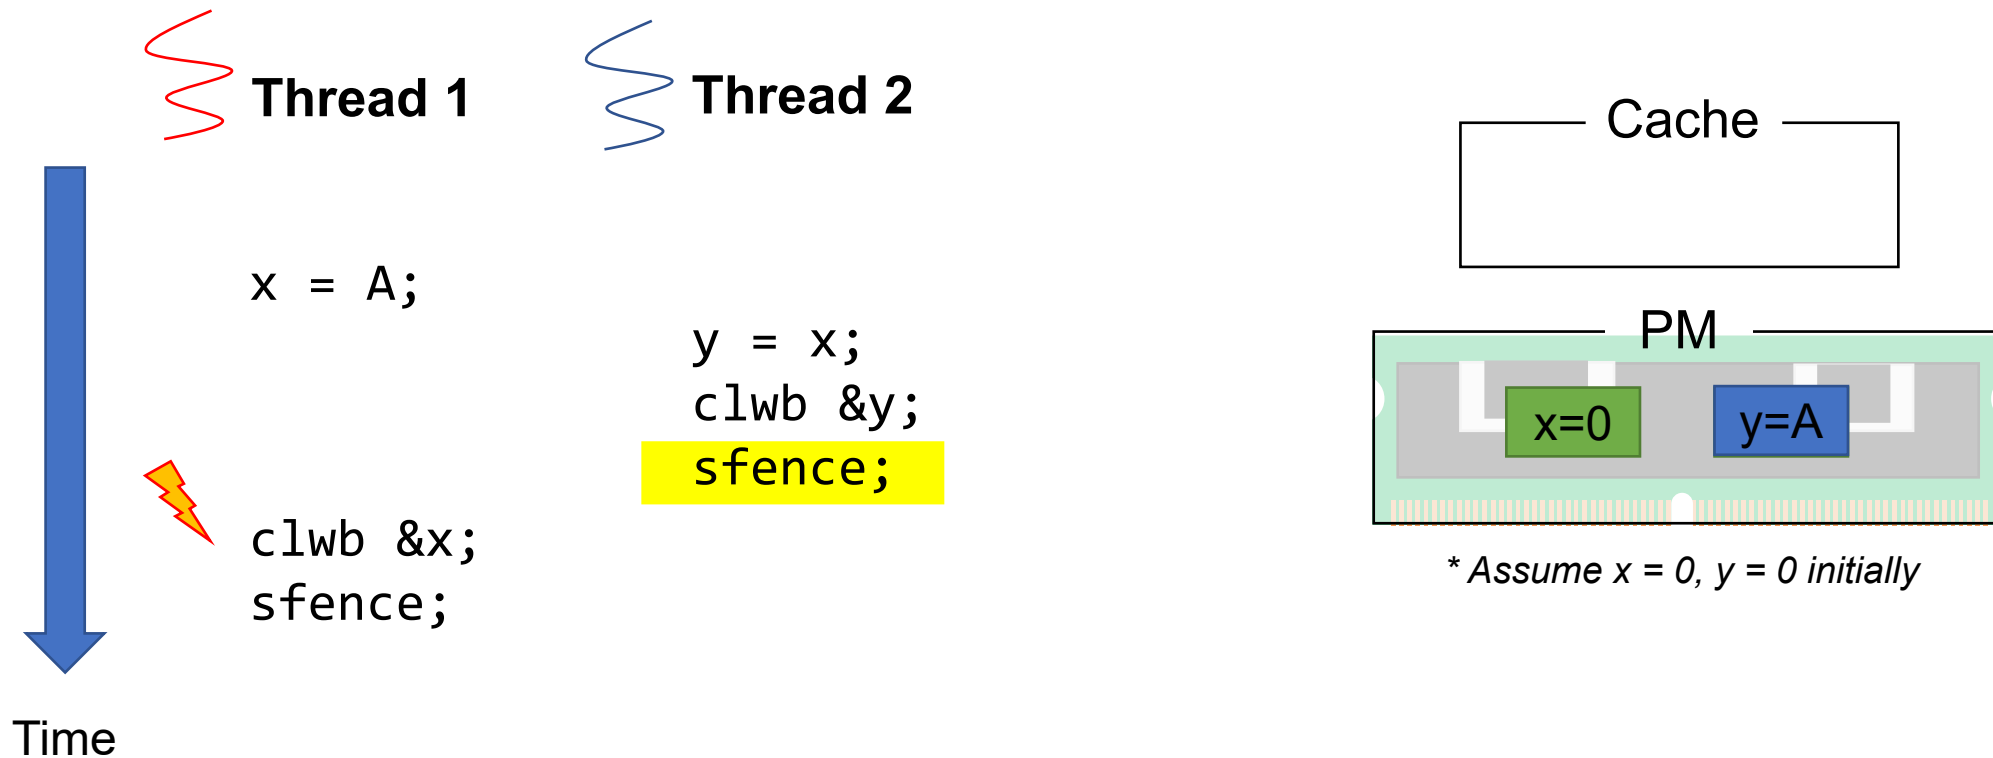 Thread 1
Thread 2
x = A;
y = x;
clwb &y;
sfence;
clwb &x;
sfence;
Time
Cache
PM
x=0
y=A
* Assume x = 0, y = 0 initially